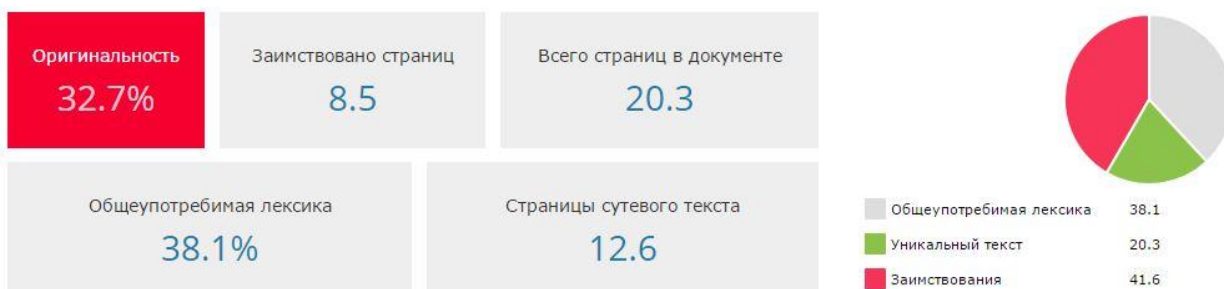 Оригинальность
32.7%
Заимствовано страниц
8.5
Всего страниц в документе
20.3
Общеупотребимая лексика
38.1%
Страницы сутевого текста
12.6
Общеупотребимая лексика 38.1
Уникальный текст 20.3
Заимствования 41.6